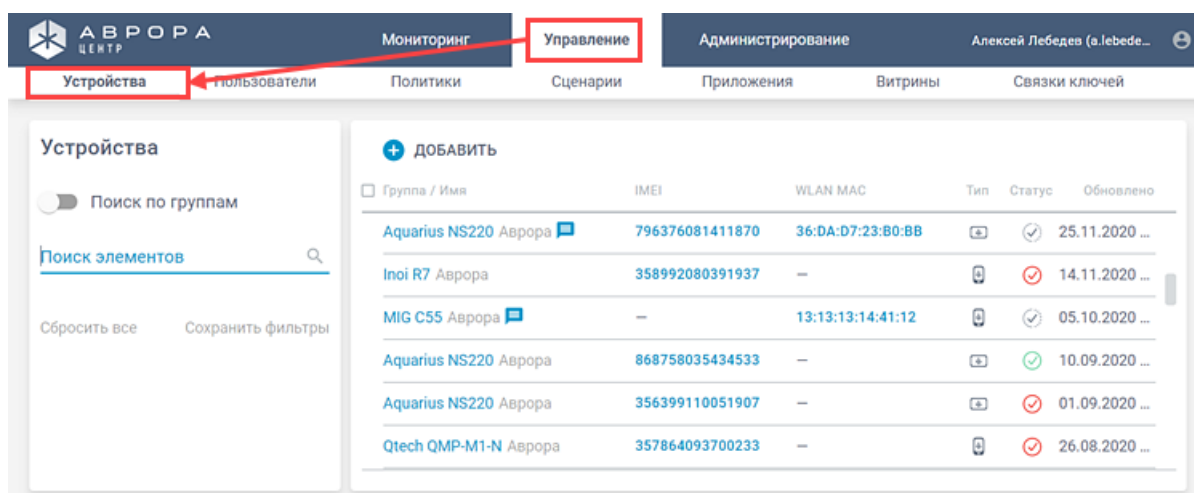 АВРОРА
ЦЕНТР
Мониторинг Управление Администрирование Алексей Лебедев (a.lebede...
Устройства Пользователи Политики Сценарии Приложения Витрины Связки ключей
Устройства
Поиск по группам
Поиск элементов
Сбросить все Сохранить фильтры
ДОБАВИТЬ
Группа / Имя IMEI WLAN MAC Тип Статус Обновлено
Aquarius NS220 Аврора 796376081411870 36:DA:D7:23:B0:BB 25.11.2020 ...
Inoi R7 Аврора 358992080391937 — 14.11.2020 ...
MIG C55 Аврора — 13:13:13:14:41:12 05.10.2020 ...
Aquarius NS220 Аврора 868758035434533 — 10.09.2020 ...
Aquarius NS220 Аврора 356399110051907 — 01.09.2020 ...
Qtech QMP-M1-N Аврора 357864093700233 — 26.08.2020 ...